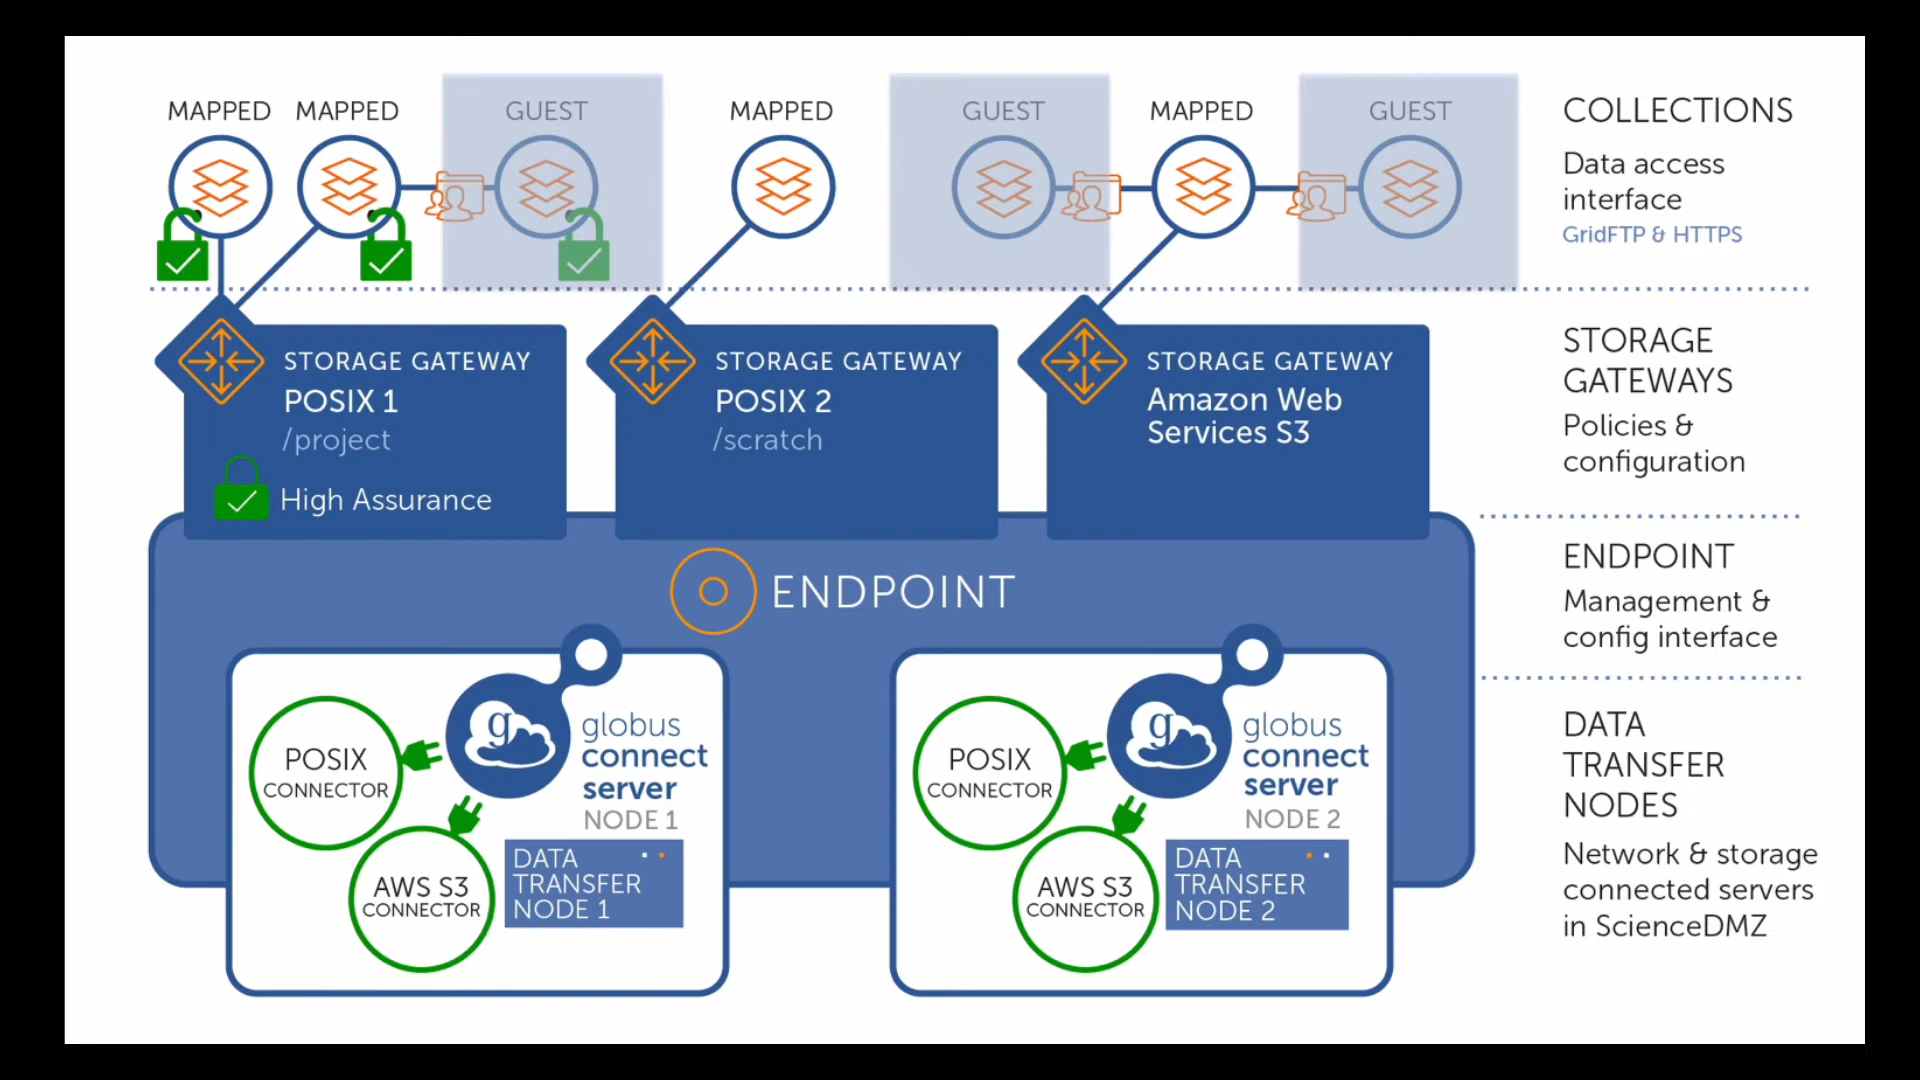 MAPPED
MAPPED
GUEST
MAPPED
GUEST
MAPPED
GUEST
COLLECTIONS
Data access
interface
GridFTP & HTTPS
STORAGE GATEWAY
POSIX 1
/project
High Assurance
STORAGE GATEWAY
POSIX 2
/scratch
STORAGE GATEWAY
Amazon Web
Services S3
STORAGE
GATEWAYS
Policies &
configuration
ENDPOINT
ENDPOINT
Management &
config interface
POSIX
CONNECTOR
AWS S3
CONNECTOR
g
globus
connect
server
NODE 1
DATA
TRANSFER
NODE 1
POSIX
CONNECTOR
AWS S3
CONNECTOR
g
globus
connect
server
NODE 2
DATA
TRANSFER
NODE 2
DATA
TRANSFER
NODES
Network & storage
connected servers
in ScienceDMZ